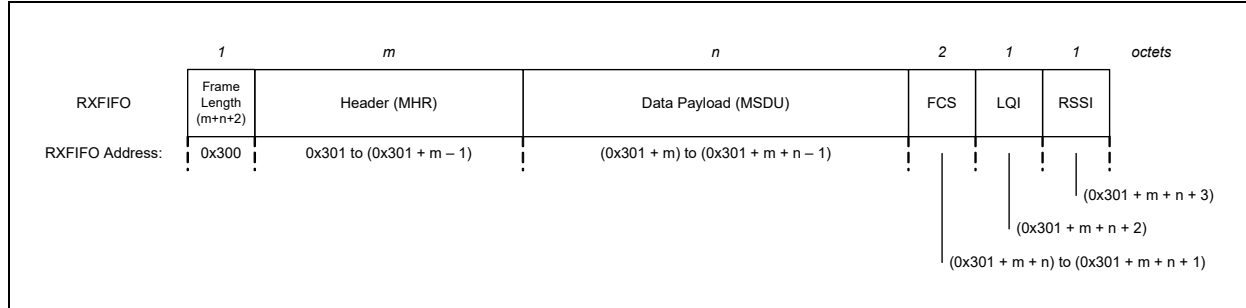 1 m n 2 1 1 octets
RXFIFO
Frame
Length
(m+n+2)
Header (MHR)
Data Payload (MSDU)
FCS
LQI
RSSI
RXFIFO Address: 0x300 0x301 to (0x301 + m – 1) (0x301 + m) to (0x301 + m + n – 1)
(0x301 + m + n + 3)
(0x301 + m + n + 2)
(0x301 + m + n) to (0x301 + m + n + 1)